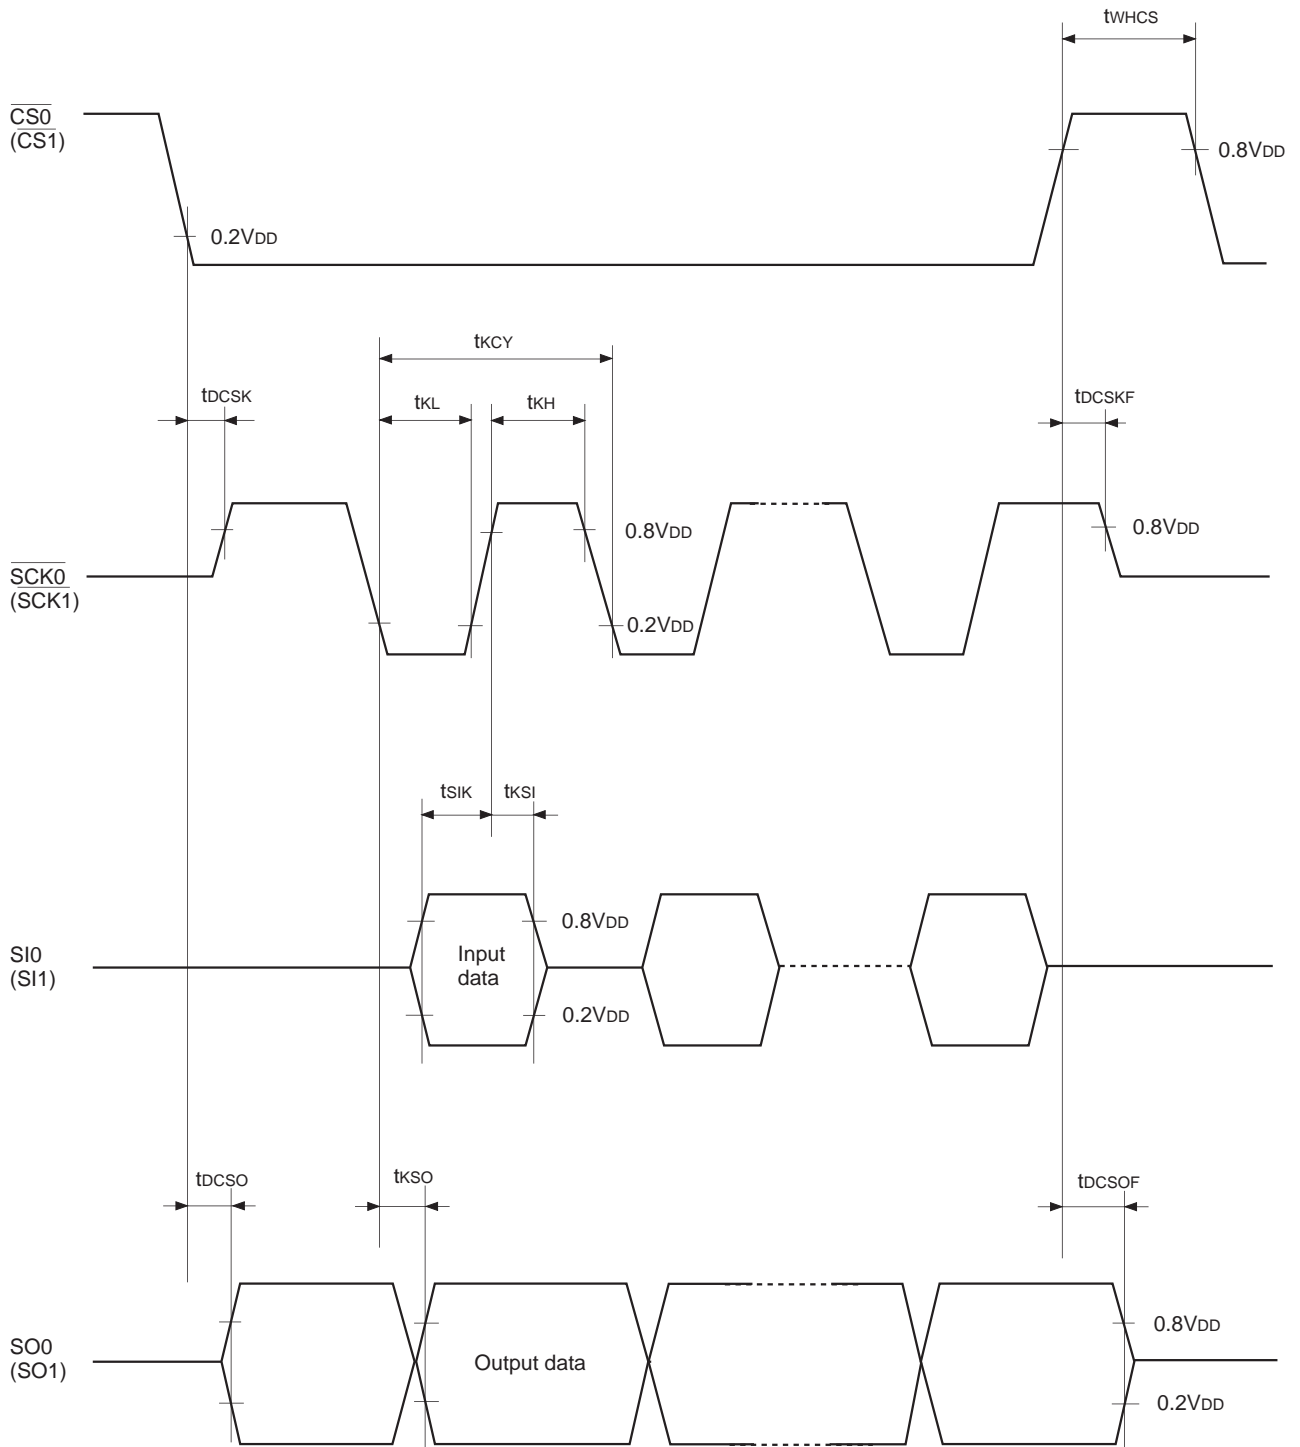 tWHCS
CS0
(CS1)
0.8VDD
0.2VDD
tKCY
tDCSK
tKL
tKH
tDCSKF
0.8VDD
0.8VDD
SCK0
(SCK1)
0.2VDD
tSIK
tKSI
0.8VDD
SI0
(SI1)
Input
data
0.2VDD
tDCSO
tKSO
tDCSOF
0.8VDD
SO0
(SO1)
Output data
0.2VDD